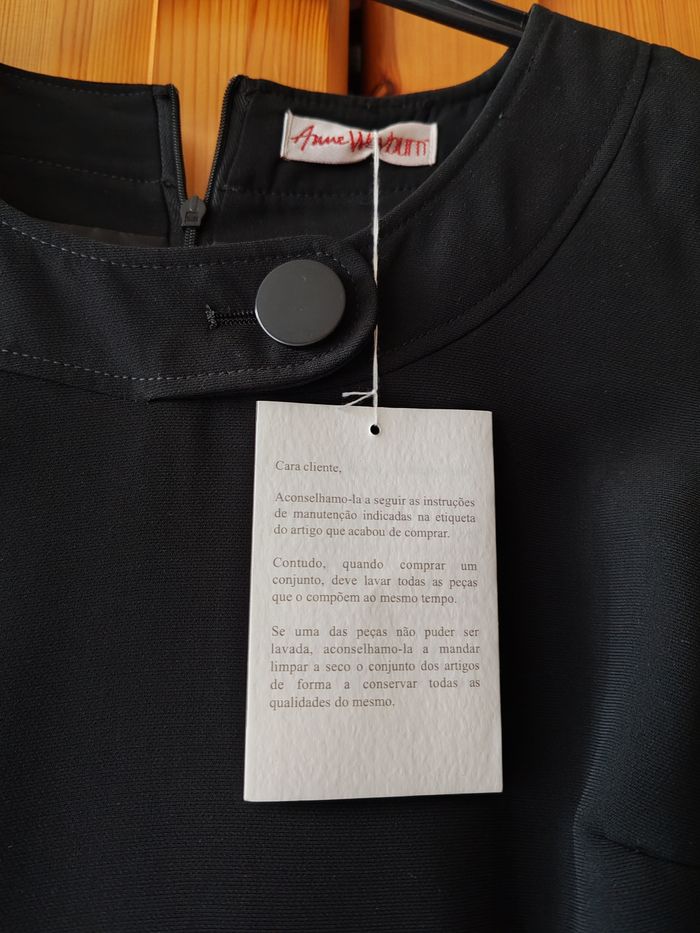 Anne Weyburn
Cara cliente,
Aconselhamo-la a seguir as instruções
de manutenção indicadas na etiqueta
do artigo que acabou de comprar.
Contudo, quando comprar um
conjunto, deve lavar todas as peças
que o compõem ao mesmo tempo.
Se uma das peças não puder ser
lavada, aconselhamo-la a mandar
limpar a seco o conjunto dos artigos
de forma a conservar todas as
qualidades do mesmo.